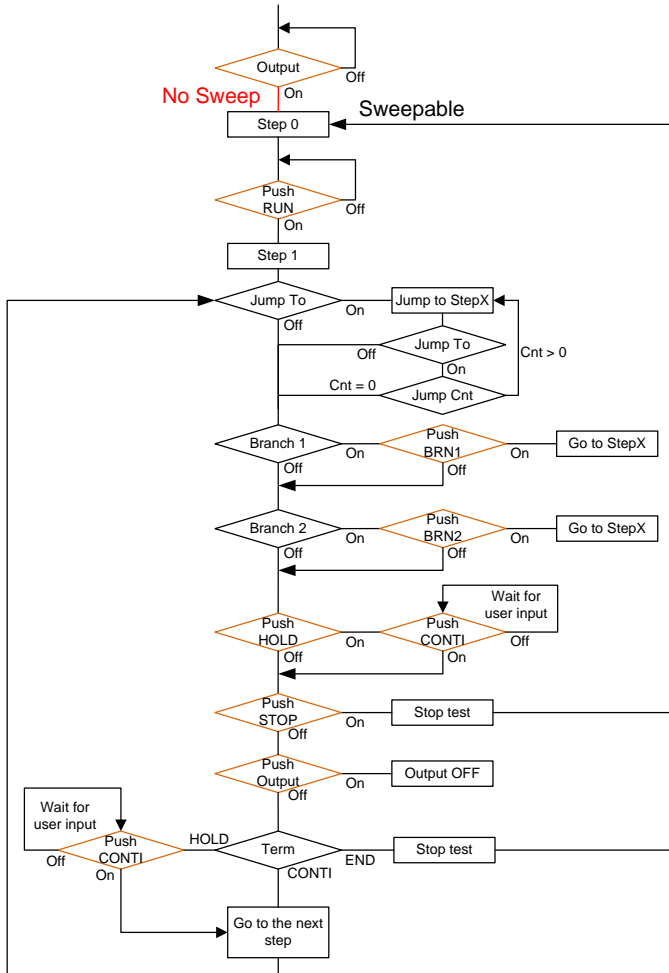 Output
Off
On
No Sweep
Sweepable
Step 0
Push
RUN
Off
On
Step 1
Jump To
On
Jump to StepX
Off
Jump To
Off
On
Cnt > 0
Cnt = 0
Jump Cnt
Branch 1
On
Off
Push
BRN1
On
Off
Go to StepX
Branch 2
On
Off
Push
BRN2
On
Off
Go to StepX
Wait for
user input
Push
HOLD
On
Off
Push
CONTI
Off
On
Push
STOP
On
Off
Stop test
Push
Output
On
Off
Output OFF
Wait for
user input
Push
CONTI
Off
On
HOLD
Term
END
CONTI
Stop test
Go to the next
step